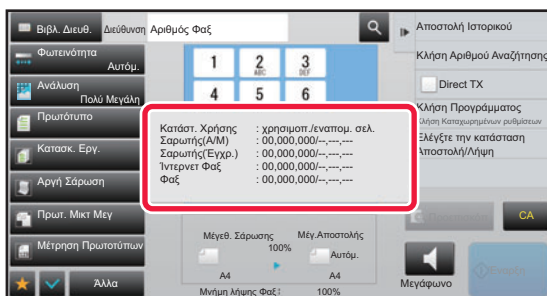 Βιβλ. Διευθ.
Διεύθυνση
Αριθμός Φαξ
Αποστολή Ιστορικού
Φωτεινότητα
Αυτόμ.
Κλήση Αριθμού Αναζήτησης
Ανάλυση
Πολύ Μεγάλη
Direct TX
Πρωτότυπο
Κλήση Προγράμματος
Κλήση Καταχωρημένων ρυθμίσεων
Κατασκ. Εργ.
Ελέγξτε την κατάσταση
Αποστολή/Λήψη
Αργή Σάρωση
Πρωτ. Μικτ Μεγ
Μέτρηση Πρωτοτύπων
Άλλα
1
2 ABC
3 DEF
4
5
6
Κατάστ. Χρήσης : χρησιμοπ./εναπομ. σελ.
Σαρωτής(Α/Μ) : 00,000,000/--,---,---
Σαρωτής(Έγχρ.) : 00,000,000/--,---,---
Ίντερνετ Φαξ : 00,000,000/--,---,---
Φαξ : 00,000,000/--,---,---
Μέγεθ. Σάρωσης
Μέγ.Αποστολής
100%
Αυτόμ.
A4
A4
Μνήμη λήψης Φαξ: 100%
CA
Μεγάφωνο
Έναρξη